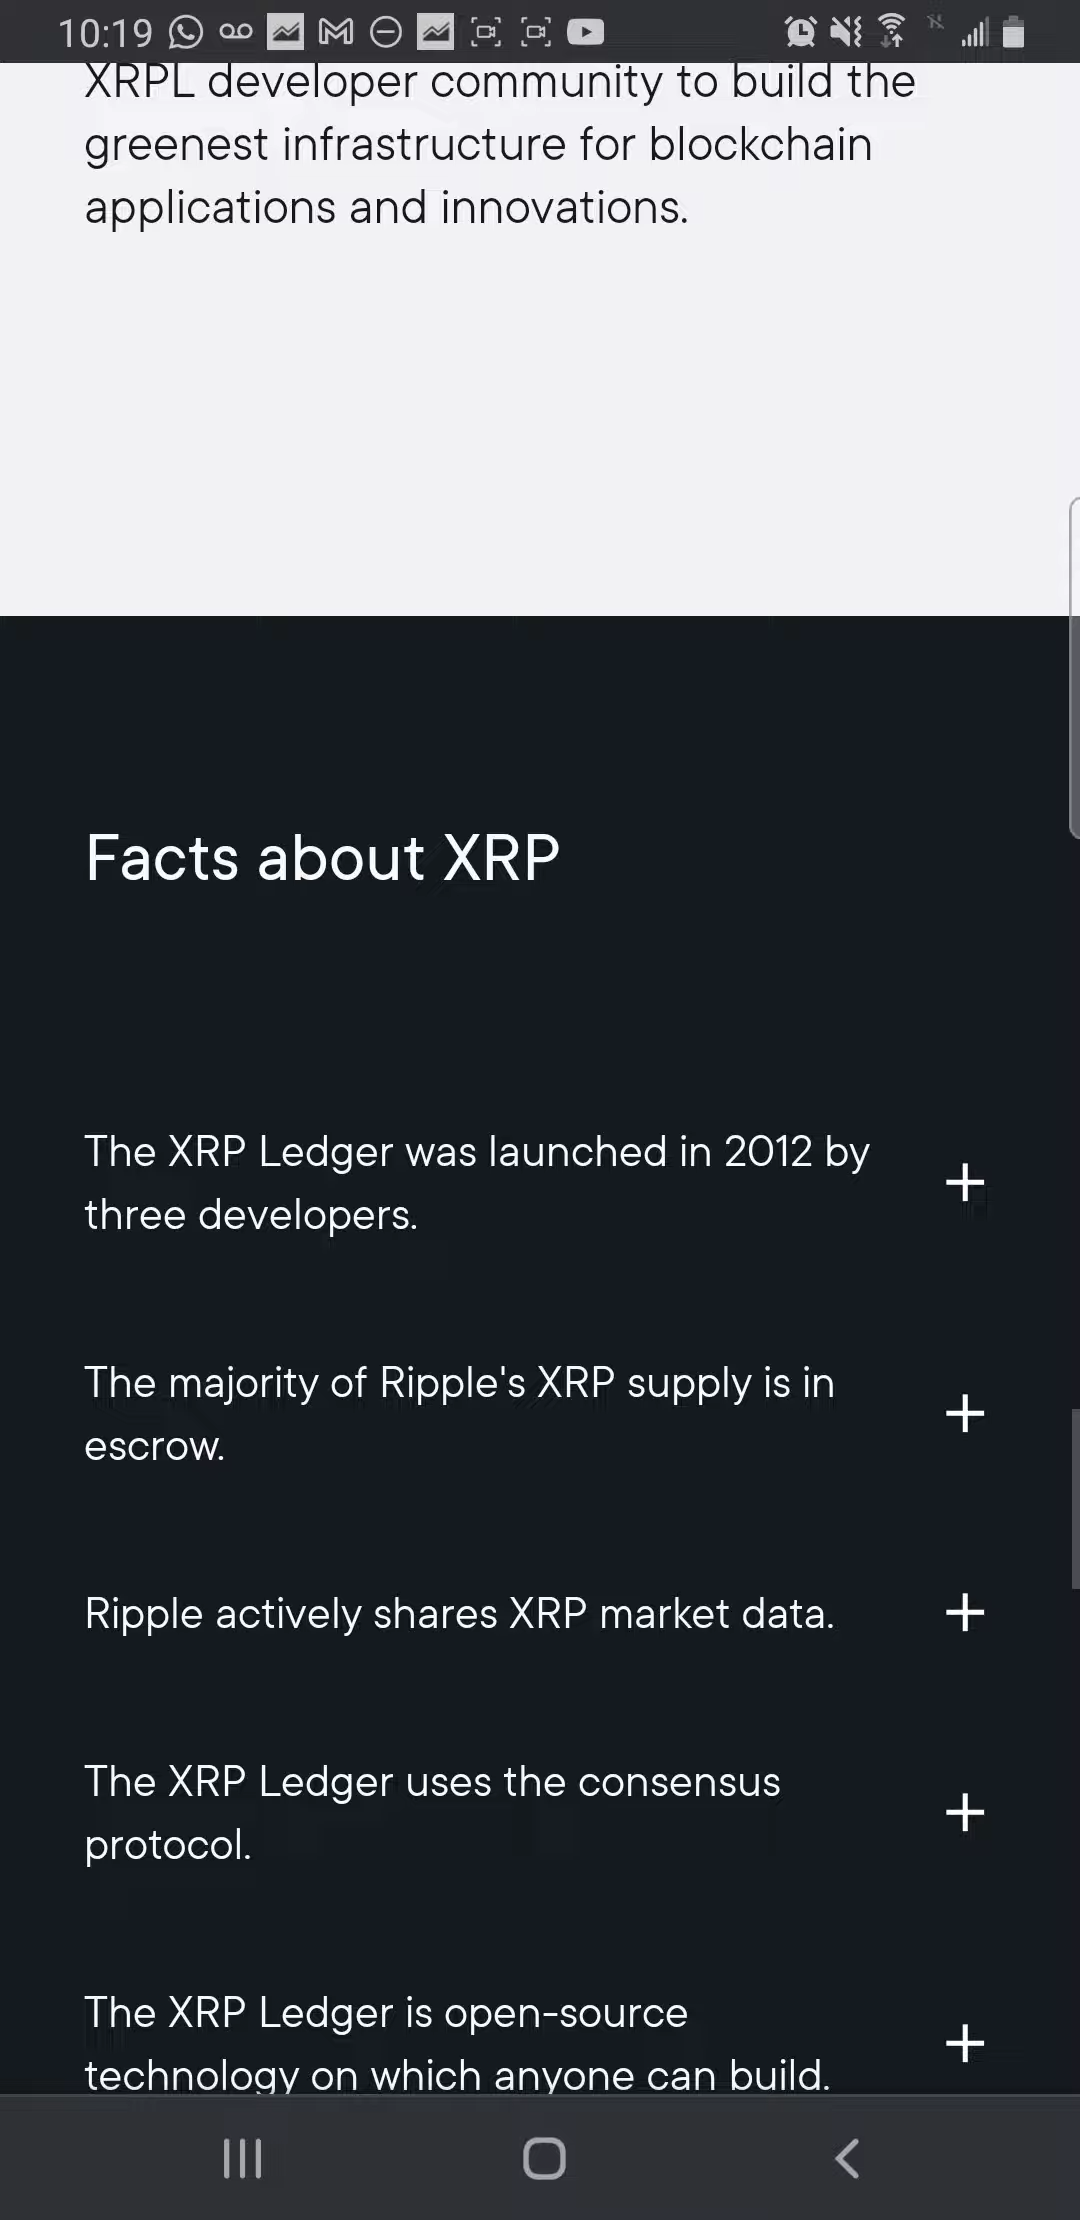 10:19
XRPL developer community to build the
greenest infrastructure for blockchain
applications and innovations.
Facts about XRP
The XRP Ledger was launched in 2012 by
three developers.
The majority of Ripple's XRP supply is in
escrow.
Ripple actively shares XRP market data.
The XRP Ledger uses the consensus
protocol.
The XRP Ledger is open-source
technology on which anyone can build.